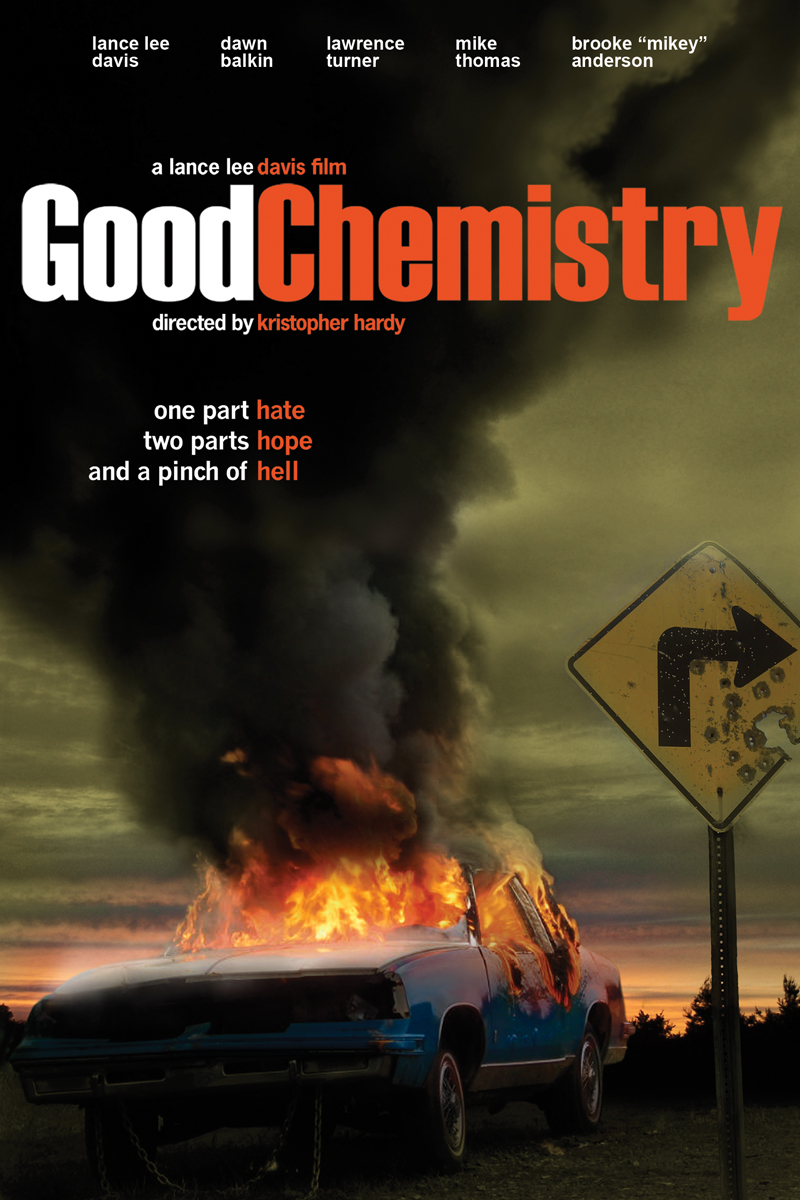 lance lee dawn lawrence mike brooke “mikey”
davis balkin turner thomas anderson
a lance lee davis film
GoodChemistry
directed by kristopher hardy
one part hate
two parts hope
and a pinch of hell